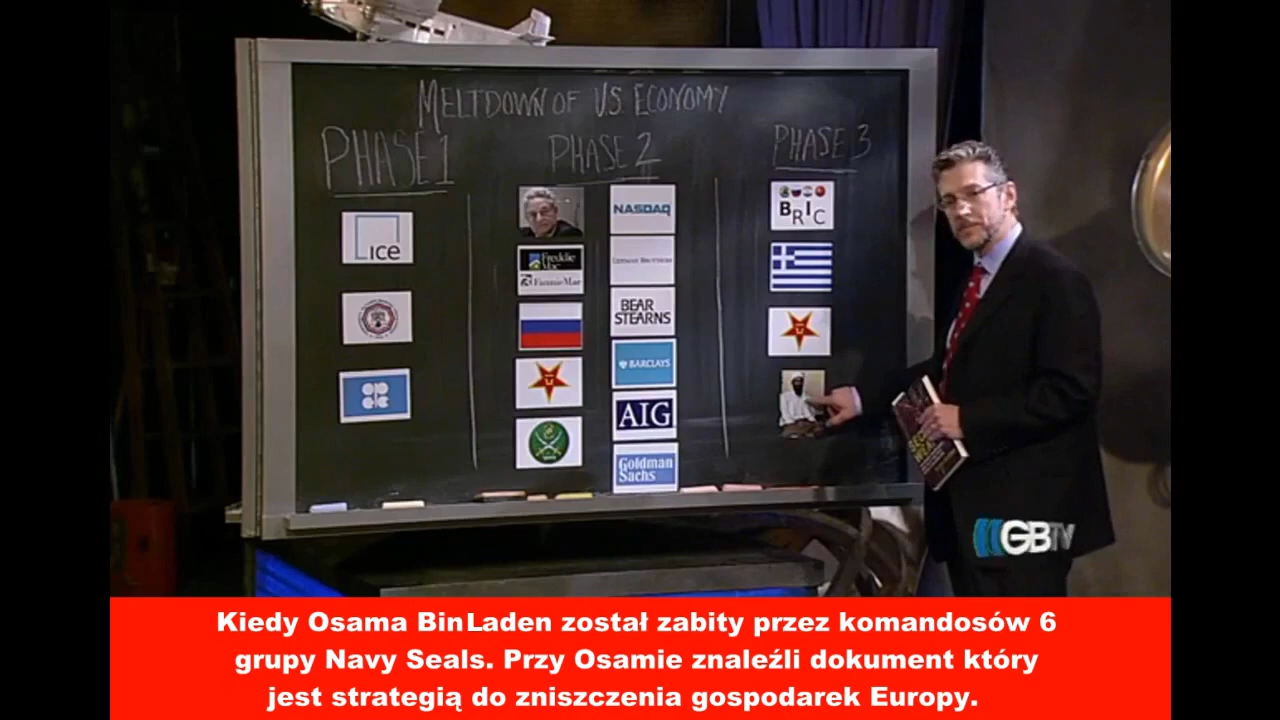 MELTDOWN OF U.S. ECONOMY
PHASE 1
PHASE 2
PHASE 3
ice
NASDAQ
BRIC
Freddie Mac
Fannie Mae
LEHMAN BROTHERS
BEAR STEARNS
BARCLAYS
AIG
Goldman Sachs
GBTV
Kiedy Osama BinLaden został zabity przez komandosów 6
grupy Navy Seals. Przy Osamie znaleźli dokument który
jest strategią do zniszczenia gospodarek Europy.